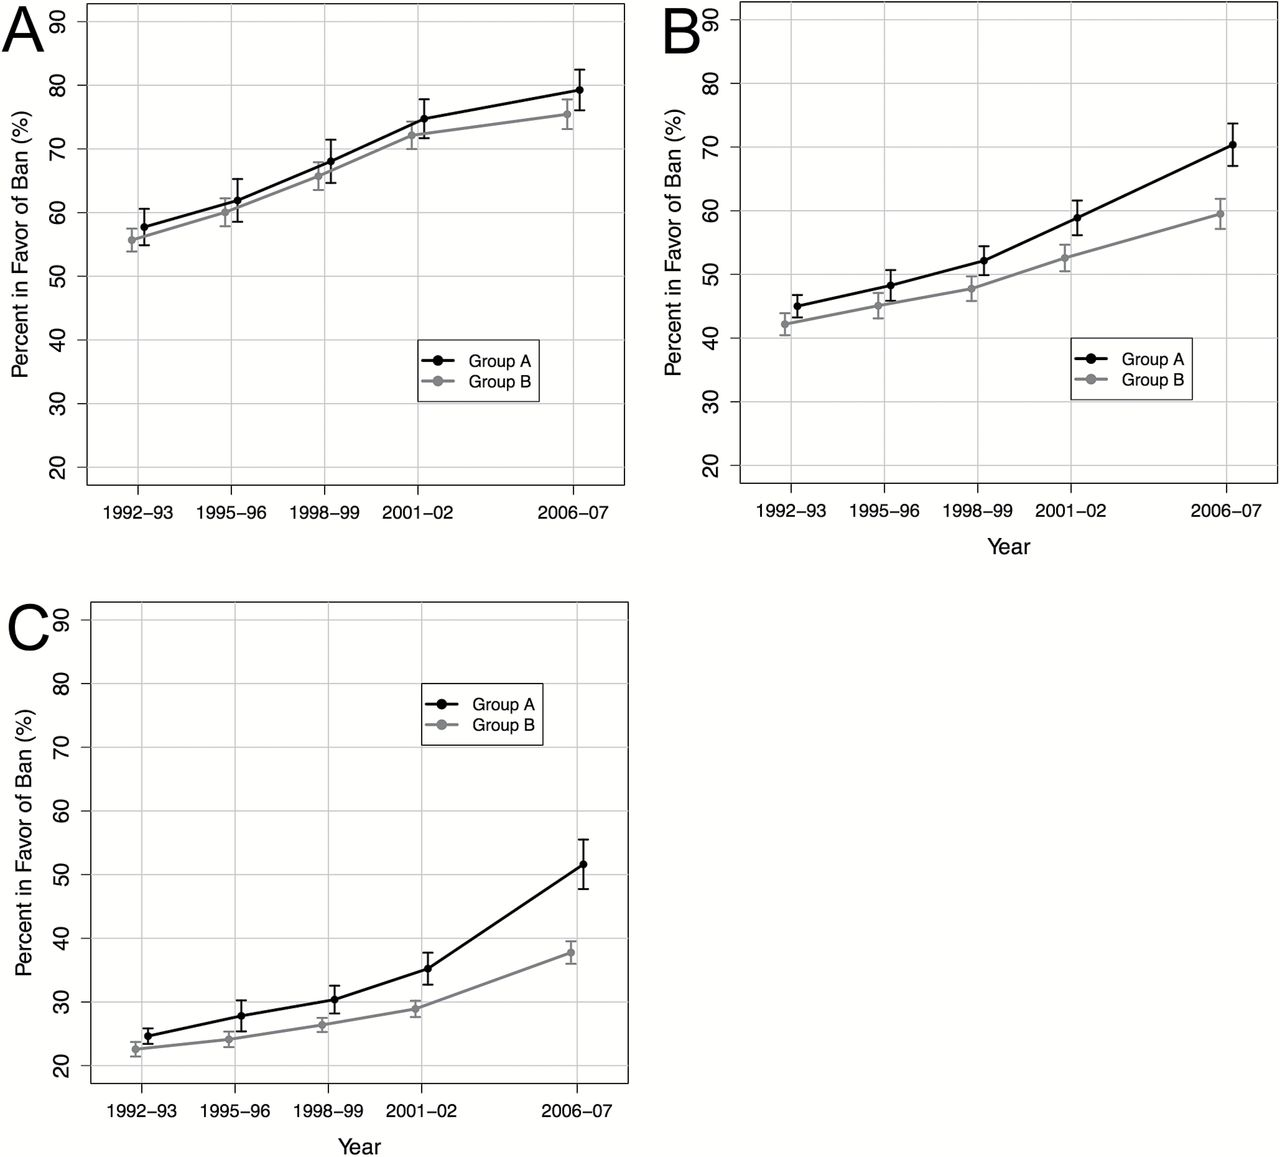 A
Percent in Favor of Ban (%)
90
80
70
60
50
40
30
20
Group A
Group B
1992–93 1995–96 1998–99 2001–02 2006–07
B
Percent in Favor of Ban (%)
90
80
70
60
50
40
30
20
Group A
Group B
1992–93 1995–96 1998–99 2001–02 2006–07
Year
C
Percent in Favor of Ban (%)
90
80
70
60
50
40
30
20
Group A
Group B
1992–93 1995–96 1998–99 2001–02 2006–07
Year